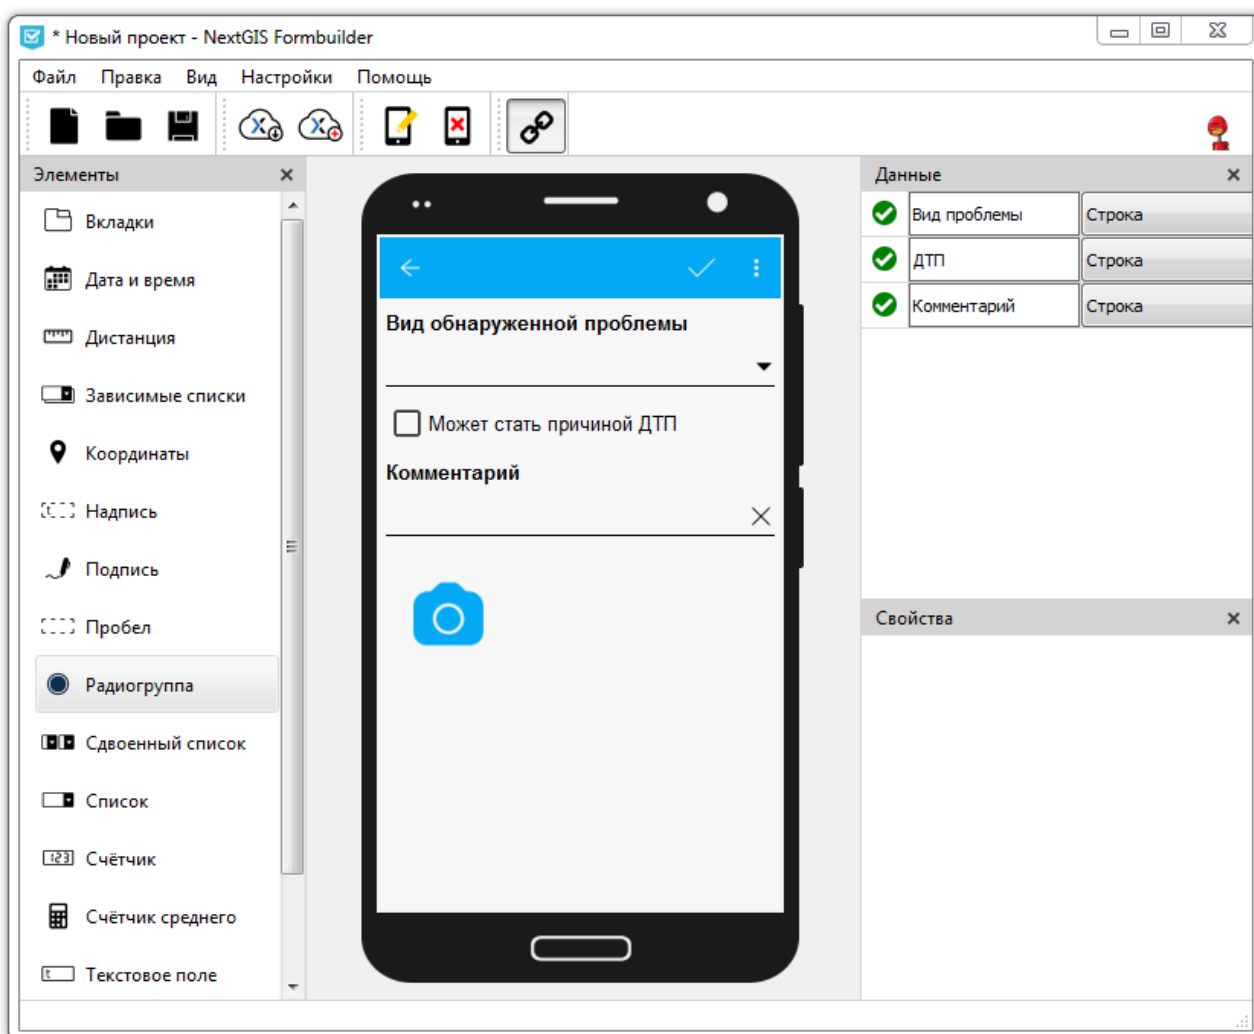 * Новый проект - NextGIS Formbuilder
Файл Правка Вид Настройки Помощь
Элементы
Вкладки
Дата и время
Дистанция
Зависимые списки
Координаты
Надпись
Подпись
Пробел
Радиогруппа
Сдвоенный список
Список
123 Счётчик
Счётчик среднего
t Текстовое поле
Вид обнаруженной проблемы
Может стать причиной ДТП
Комментарий
Данные
Вид проблемы Строка
ДТП Строка
Комментарий Строка
Свойства